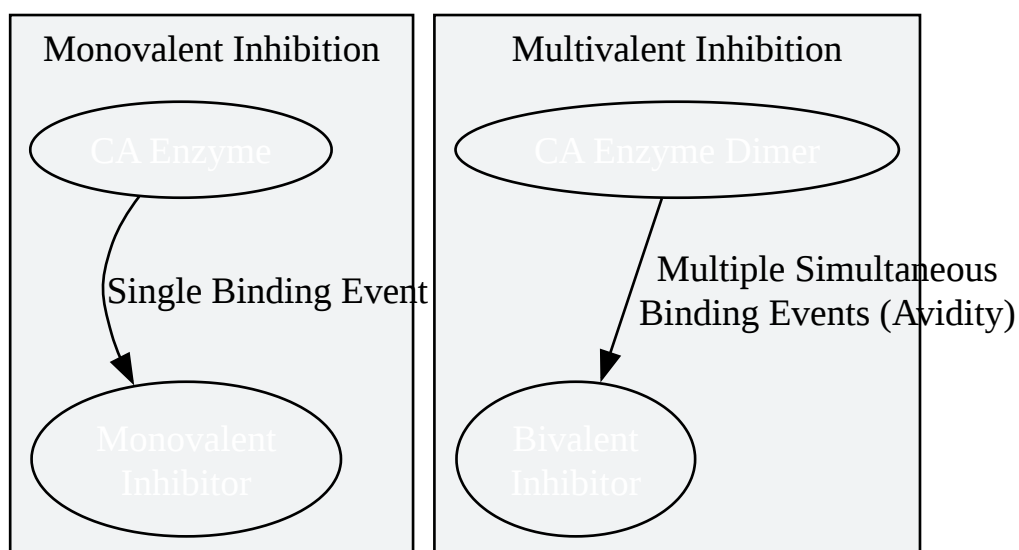 Monovalent Inhibition
CA Enzyme
Single Binding Event
Monovalent
Inhibitor
Multivalent Inhibition
CA Enzyme Dimer
Multiple Simultaneous
Binding Events (Avidity)
Bivalent
Inhibitor